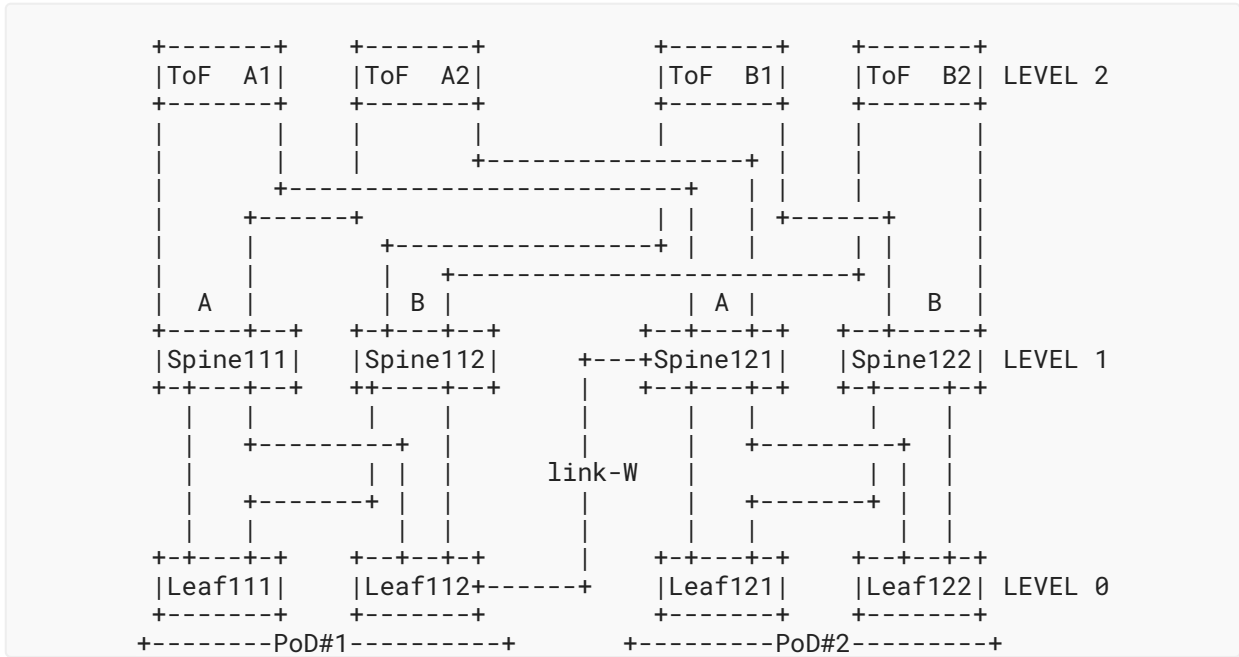 ToF A1 ToF A2 ToF B1 ToF B2 LEVEL 2
A B A B
Spine111 Spine112 Spine121 Spine122 LEVEL 1
link-W
Leaf111 Leaf112 Leaf121 Leaf122 LEVEL 0
PoD#1 PoD#2